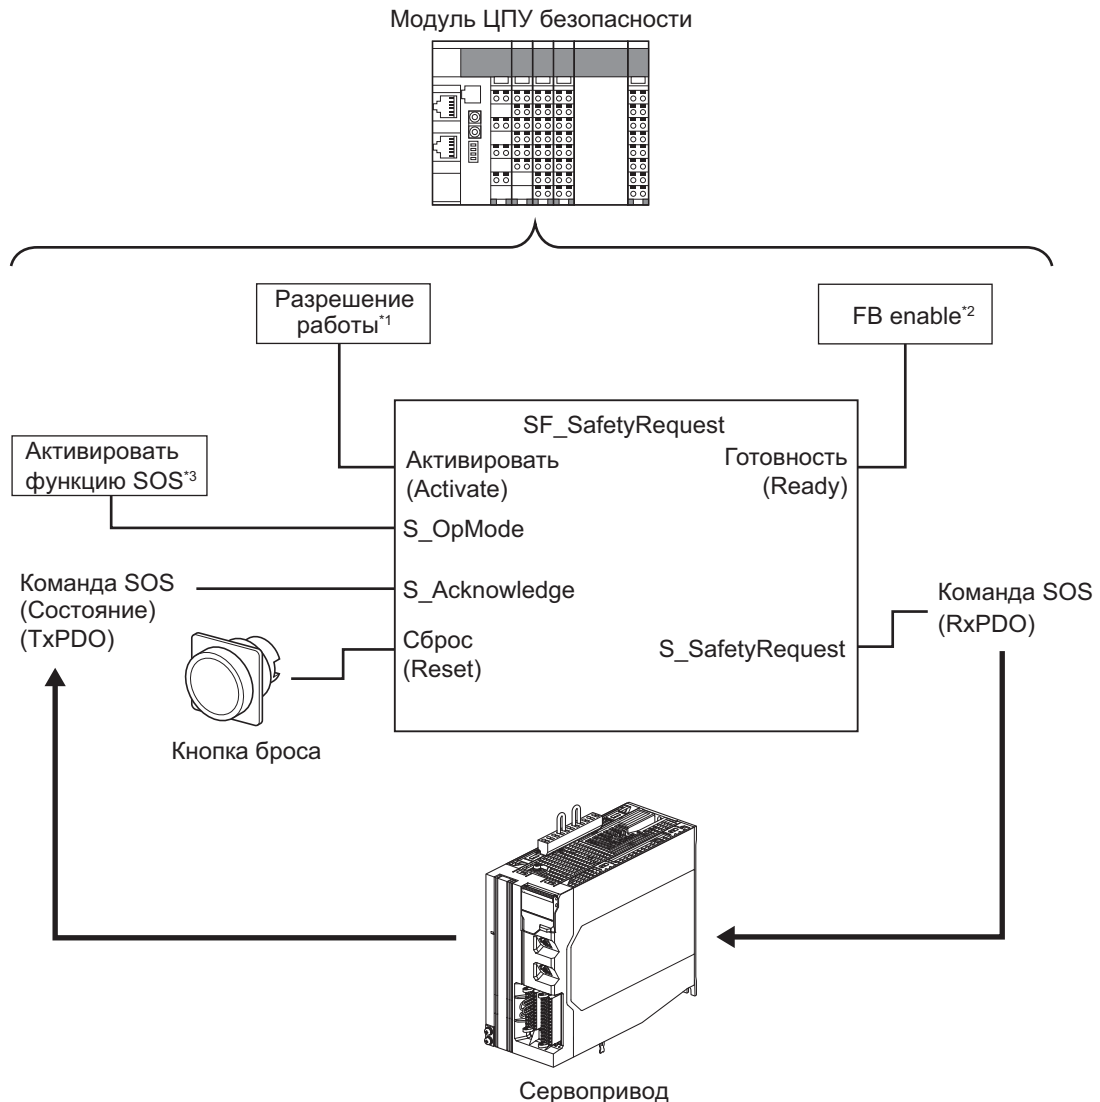 Модуль ЦПУ безопасности
Разрешение
работы*1
FB enable*2
SF_SafetyRequest
Активировать
функцию SOS*3
Активировать
(Activate)
Готовность
(Ready)
S_OpMode
Команда SOS
(Состояние)
(TxPDO)
S_Acknowledge
Команда SOS
(RxPDO)
Сброс
(Reset)
S_SafetyRequest
Кнопка броса
Сервопривод